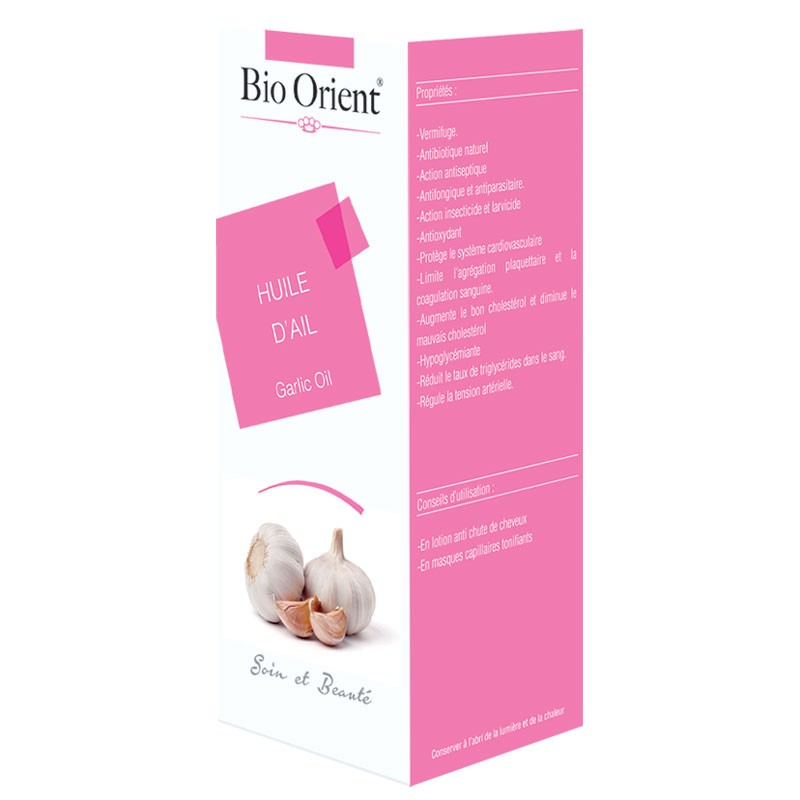 Bio Orient®
HUILE
D'AIL
Garlic Oil
Soin et Beauté
Propriétés :
-Vermifuge.
-Antibiotique naturel
-Action antiseptique
-Antifongique et antiparasitaire.
-Action insecticide et larvicide
-Antioxydant
-Protège le système cardiovasculaire
-Limite l'agrégation plaquettaire et la
coagulation sanguine.
-Augmente le bon cholestérol et diminue le
mauvais cholestérol
-Hypoglycémiante
-Réduit le taux de triglycérides dans le sang.
-Régule la tension artérielle.
Conseils d'utilisation :
-En lotion anti chute de cheveux
-En masques capillaires tonifiants
Conserver à l'abri de la lumière et de la chaleur